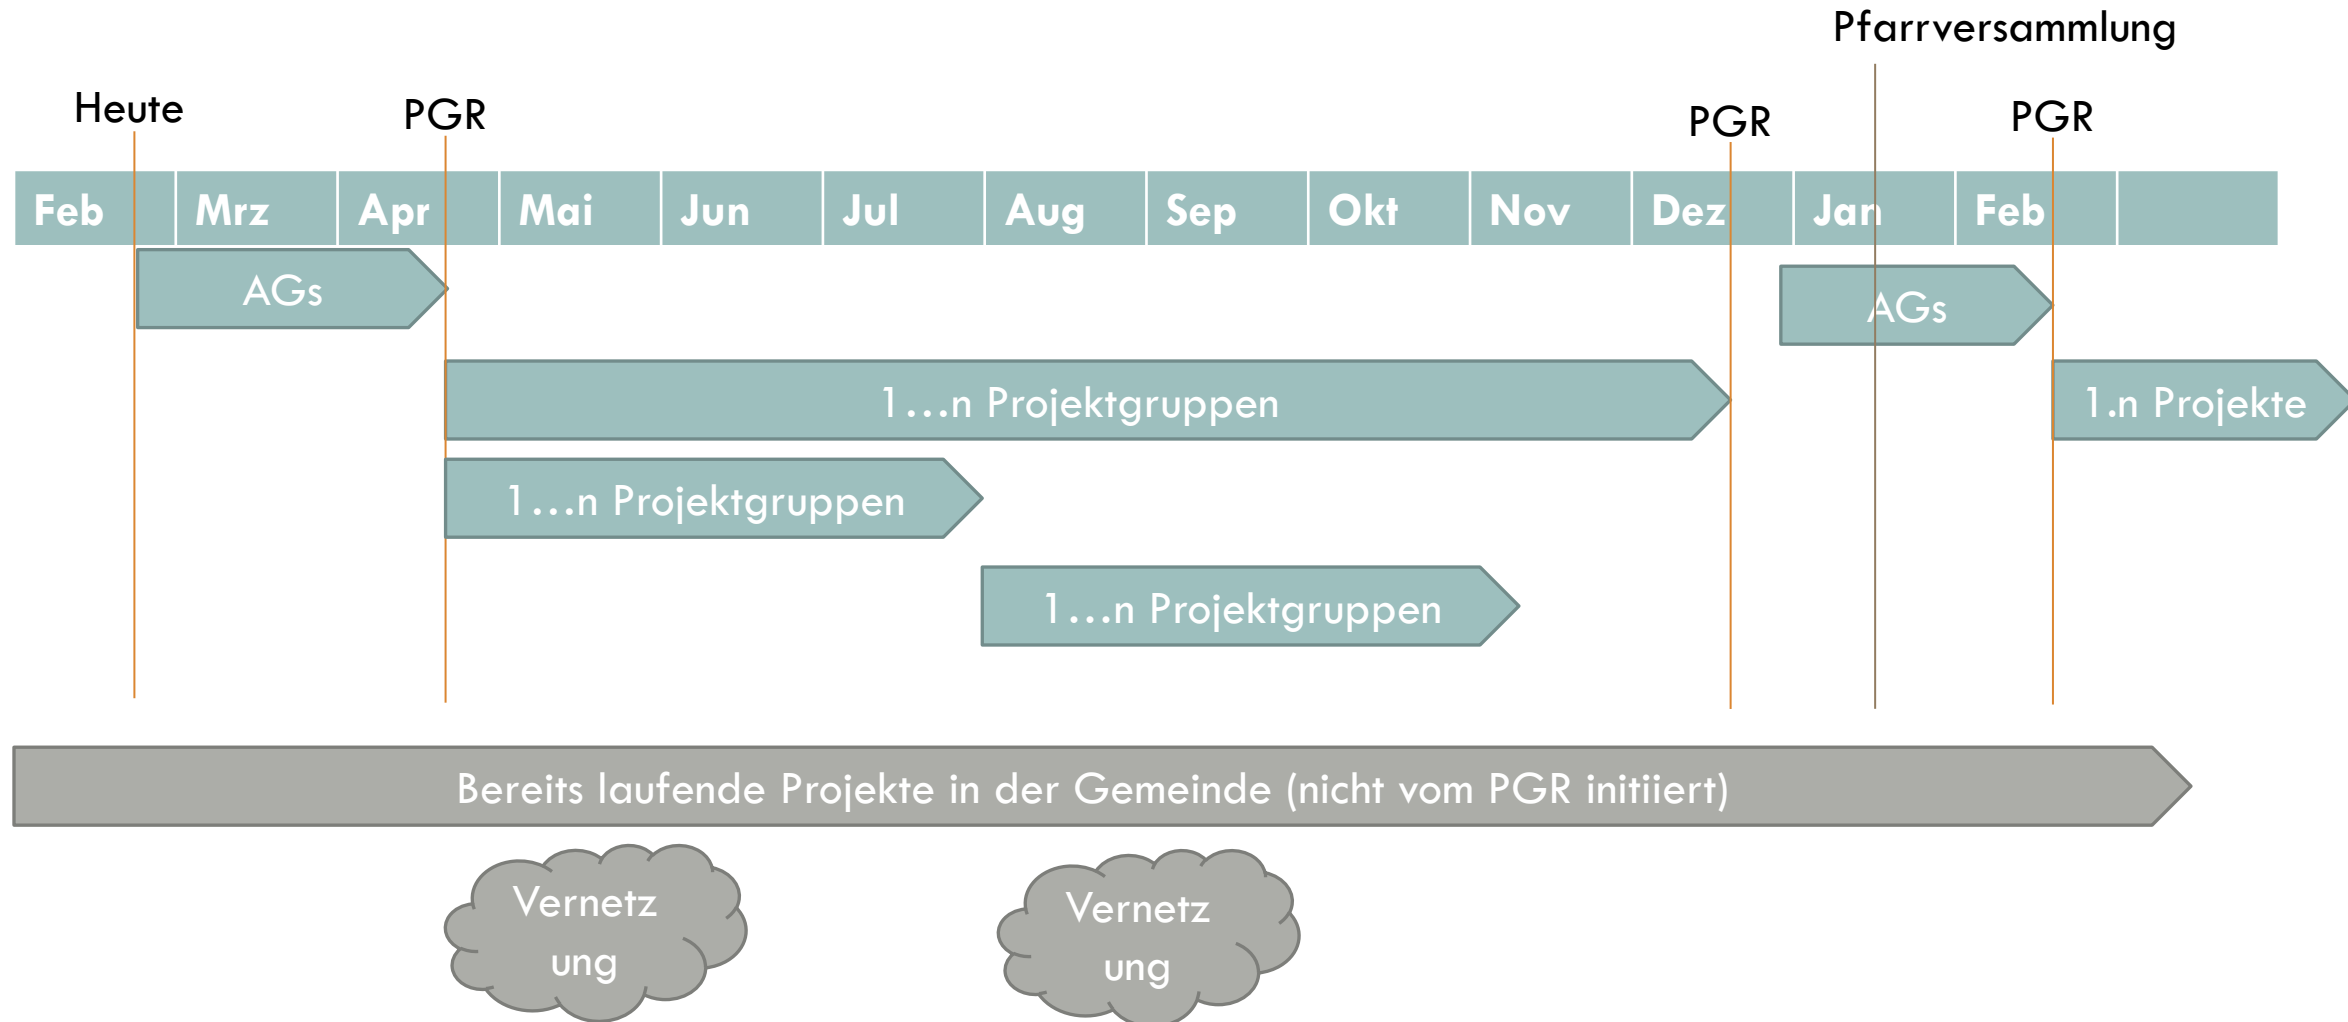 Pfarrversammlung
Heute
PGR
PGR
PGR
Feb
Mrz
Apr
Mai
Jun
Jul
Aug
Sep
Okt
Nov
Dez
Jan
Feb
AGs
AGs
1...n Projektgruppen
1.n Projekte
1...n Projektgruppen
1...n Projektgruppen
Bereits laufende Projekte in der Gemeinde (nicht vom PGR initiiert)
Vernetz
ung
Vernetz
ung